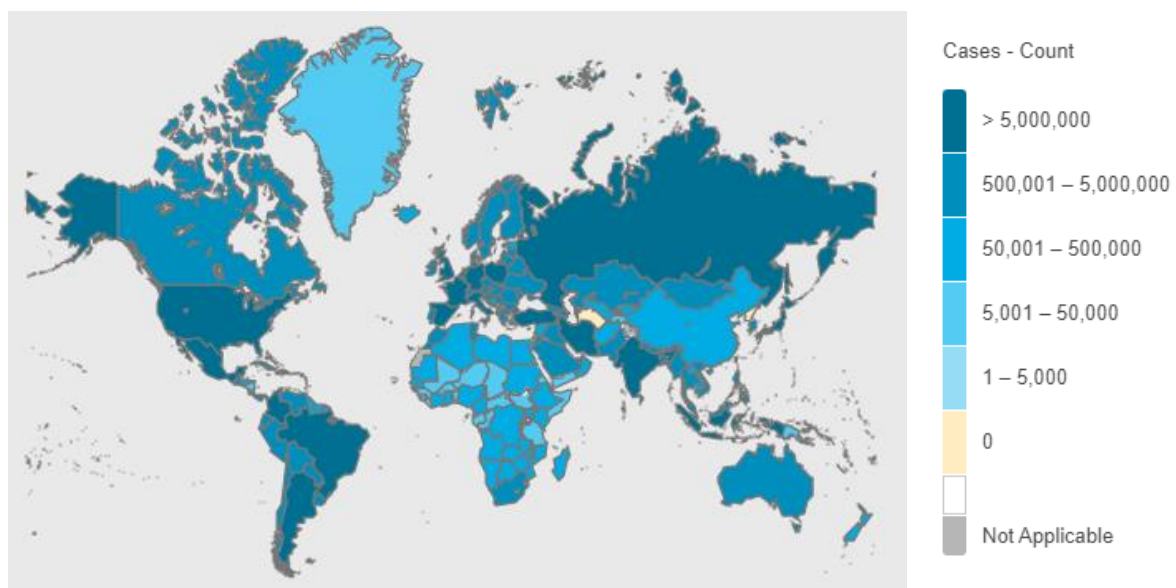 Cases - Count
> 5,000,000
500,001 – 5,000,000
50,001 – 500,000
5,001 – 50,000
1 – 5,000
0
Not Applicable